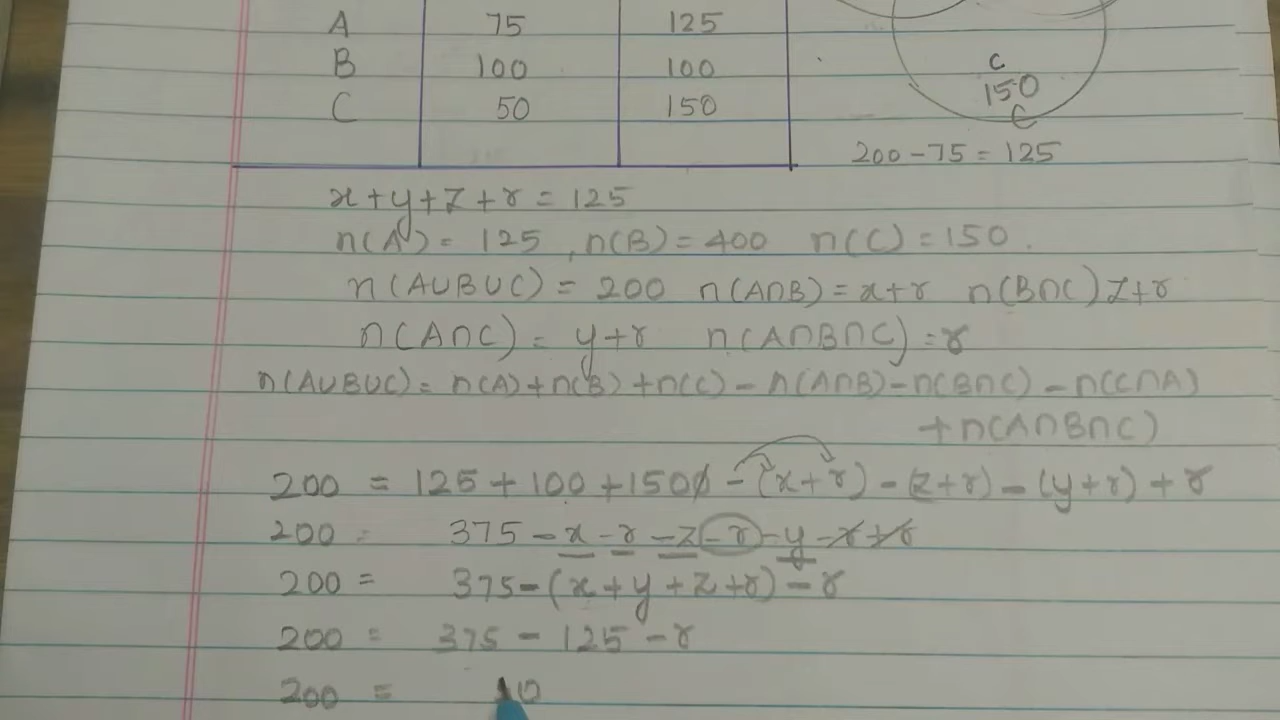 A 75 125
B 100 100
C 50 150
C
150
C
200 - 75 = 125
x + y + z + r = 125
n(A) = 125 , n(B) = 400 n(C) = 150 .
n(A∪B∪C) = 200 n(A∩B) = x + r n(B∩C) z + r
n(A∩C) = y + r n(A∩B∩C) = r
n(A∪B∪C) = n(A) + n(B) + n(C) - n(A∩B) - n(B∩C) - n(C∩A)
+ n(A∩B∩C)
200 = 125 + 100 + 150 - (x + r) - (z + r) - (y + r) + r
200 = 375 - x - r - z - r - y - r + r
200 = 375 - (x + y + z + r) - r
200 = 375 - 125 - r
200 =